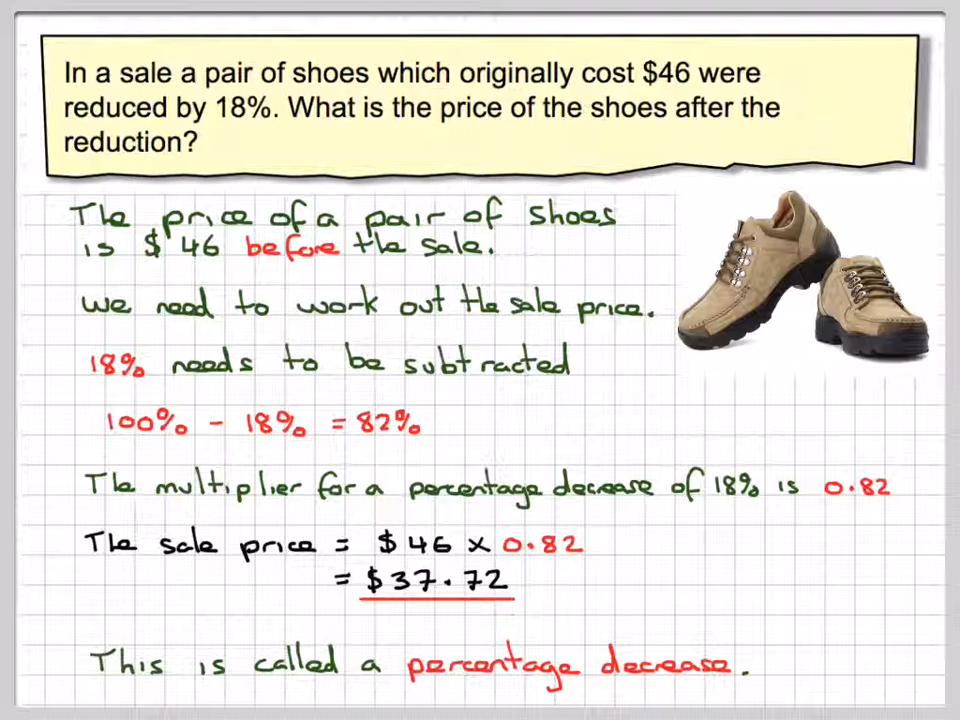 In a sale a pair of shoes which originally cost $46 were
reduced by 18%. What is the price of the shoes after the
reduction?
The price of a pair of shoes
is $46 before the sale.
We need to work out the sale price.
18% needs to be subtracted
100% - 18% = 82%
The multiplier for a percentage decrease of 18% is 0.82
The sale price = $46 x 0.82
= $37.72
This is called a percentage decrease.